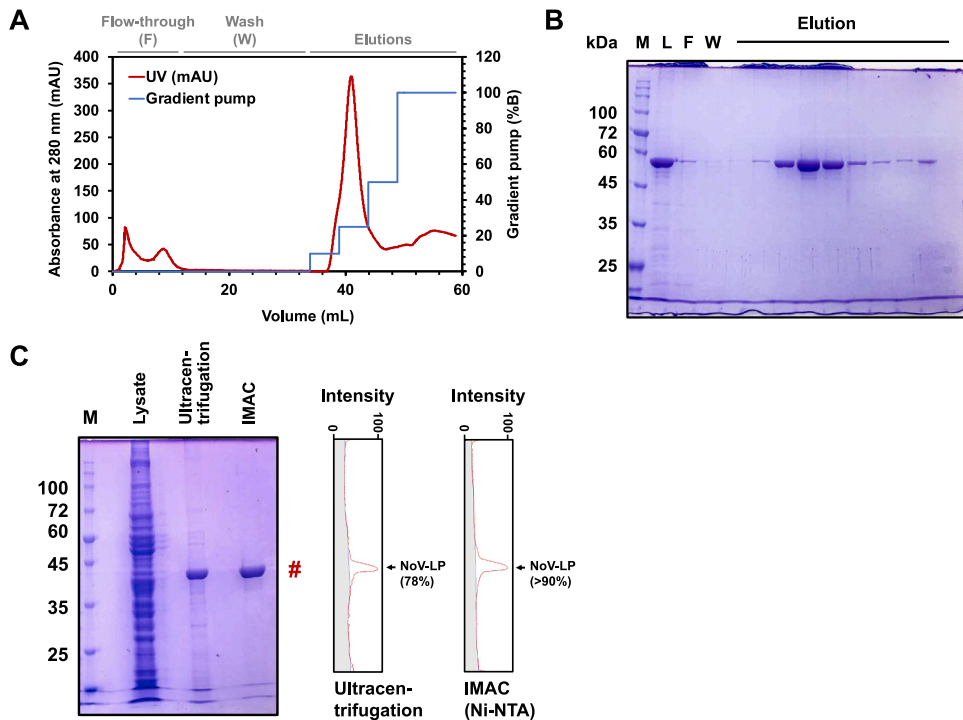 A
Flow-through
(F)
Wash
(W)
Elutions
UV (mAU)
Gradient pump
Absorbance at 280 nm (mAU)
400
350
300
250
200
150
100
50
0
Gradient pump (%B)
120
100
80
60
40
20
0
0
20
40
60
Volume (mL)
B
Elution
kDa
M
L
F
W
100
72
60
45
35
25
C
M
Lysate
Ultracen-
trifugation
IMAC
100
72
60
45
35
25
#
Intensity
0
100
NoV-LP
(78%)
Ultracen-
trifugation
Intensity
0
100
NoV-LP
(>90%)
IMAC
(Ni-NTA)